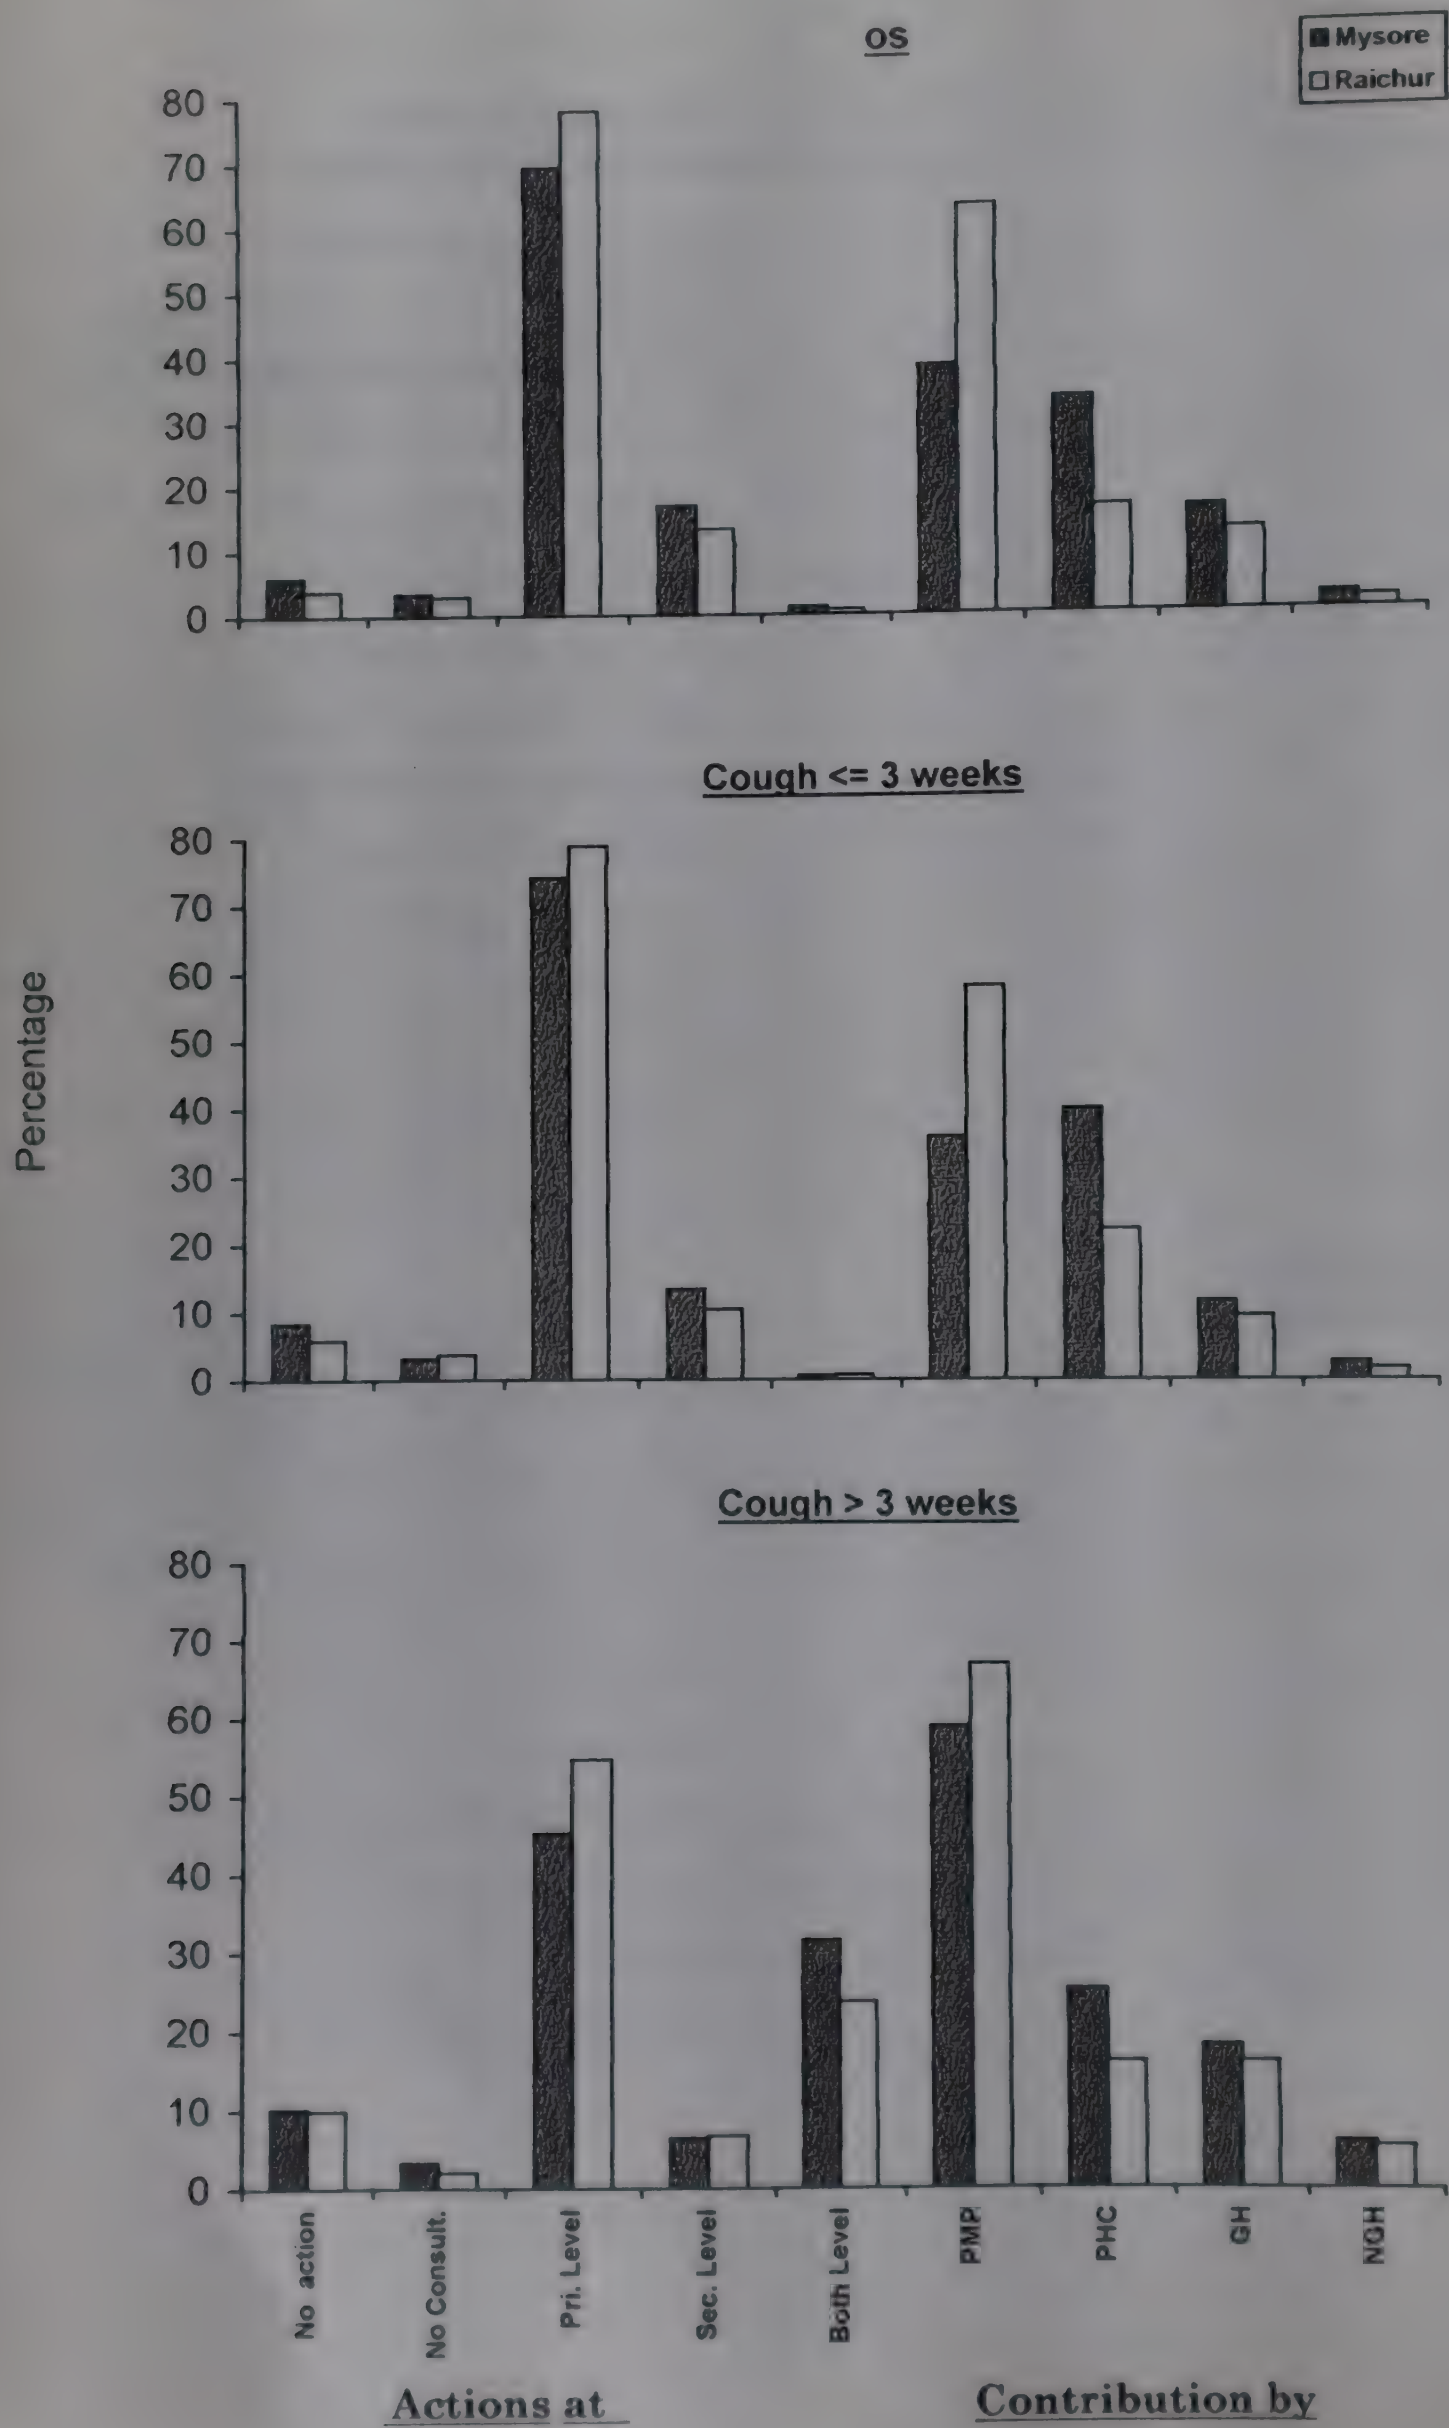 OS
Mysore
Raichur
80
70
60
50
40
30
20
10
0
Cough <= 3 weeks
80
70
60
50
40
30
20
10
0
Percentage
Cough > 3 weeks
80
70
60
50
40
30
20
10
0
No action
No Consult.
Pri. Level
Sec. Level
Both Level
PMP
PHC
GH
NGH
Actions at
Contribution by